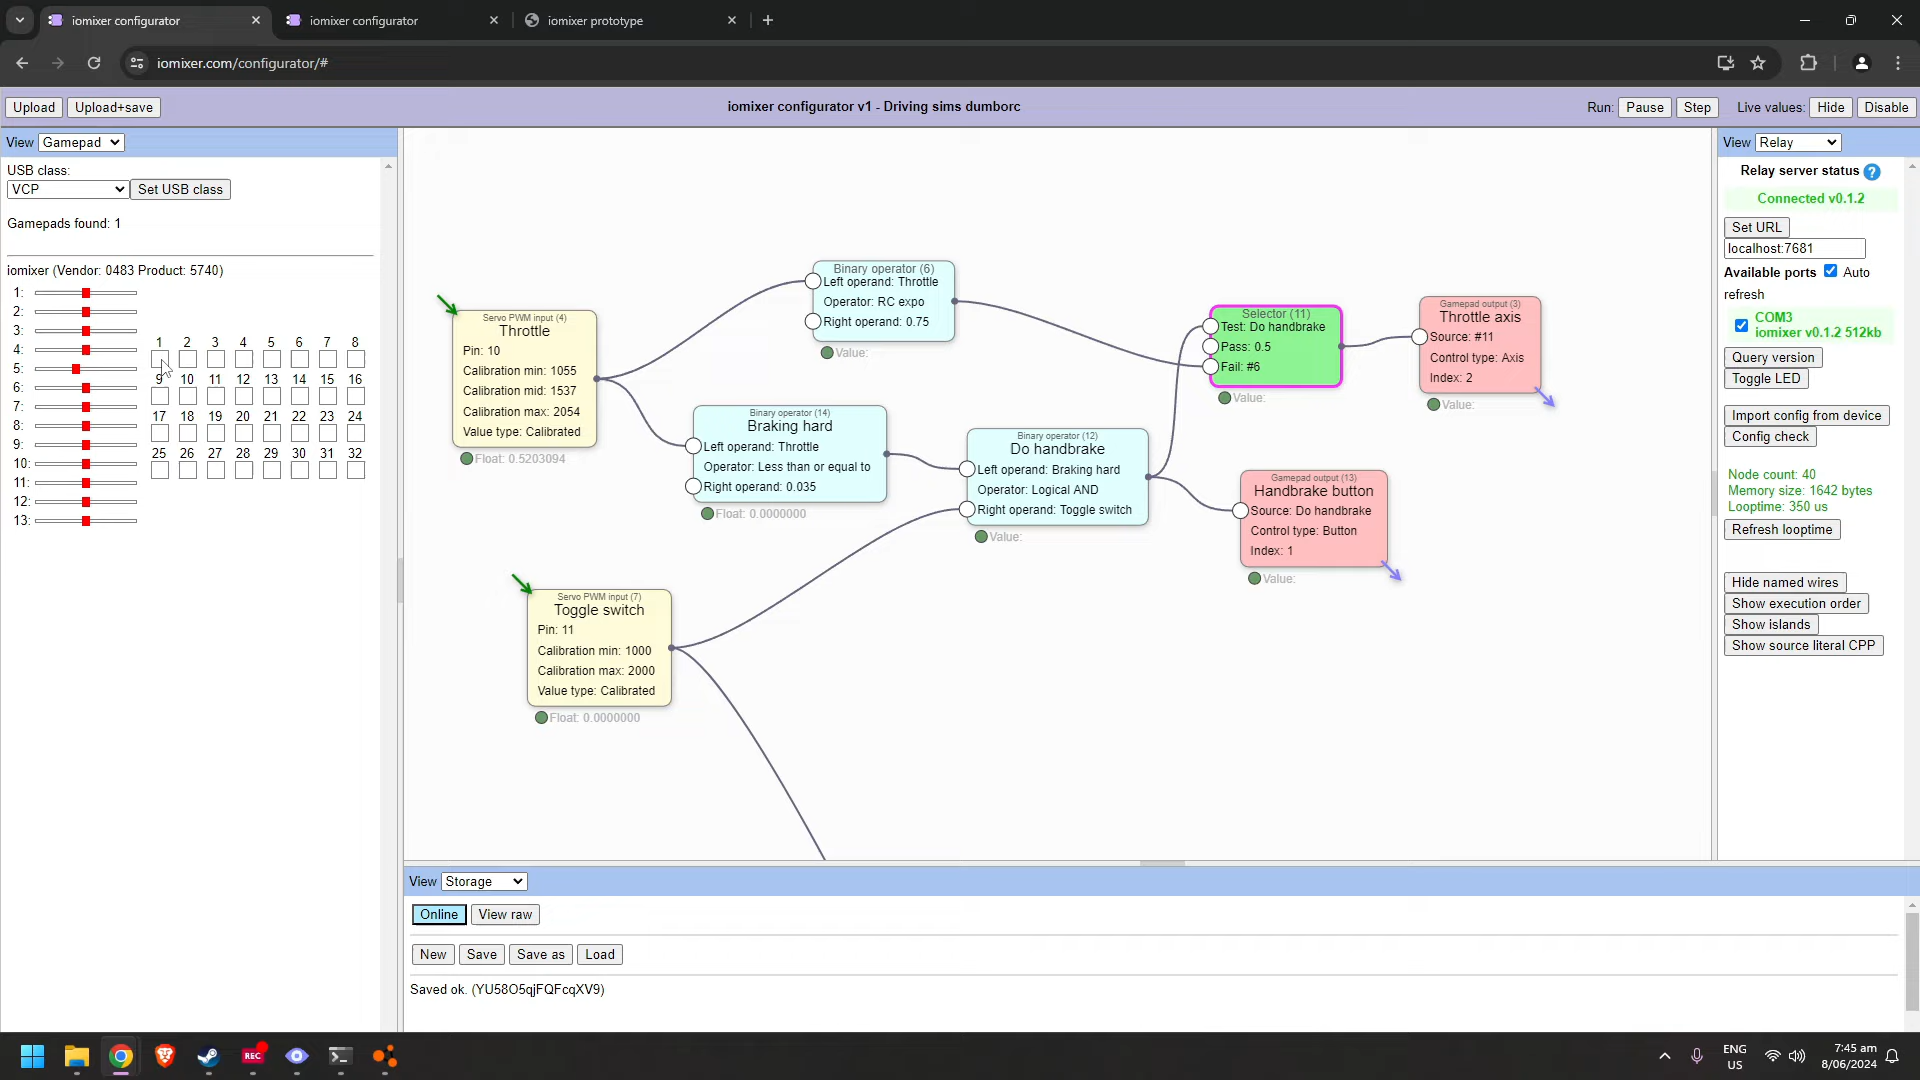 iomixer configurator
iomixer configurator
iomixer prototype
iomixer.com/configurator/#
Upload
Upload+save
iomixer configurator v1 - Driving sims dumborc
Run:
Pause
Step
Live values:
Hide
Disable
View
Gamepad
USB class:
VCP
Set USB class
Gamepads found: 1
iomixer (Vendor: 0483 Product: 5740)
1:
2:
3:
4:
5:
6:
7:
8:
9:
10:
11:
12:
13:
1 2 3 4 5 6 7 8
9 10 11 12 13 14 15 16
17 18 19 20 21 22 23 24
25 26 27 28 29 30 31 32
Servo PWM input (4)
Throttle
Pin: 10
Calibration min: 1055
Calibration mid: 1537
Calibration max: 2054
Value type: Calibrated
Float: 0.5203094
Binary operator (6)
Left operand: Throttle
Operator: RC expo
Right operand: 0.75
Value:
Binary operator (14)
Braking hard
Left operand: Throttle
Operator: Less than or equal to
Right operand: 0.035
Float: 0.0000000
Binary operator (12)
Do handbrake
Left operand: Braking hard
Operator: Logical AND
Right operand: Toggle switch
Value:
Selector (11)
Test: Do handbrake
Pass: 0.5
Fail: #6
Value:
Gamepad output (3)
Throttle axis
Source: #11
Control type: Axis
Index: 2
Value:
Gamepad output (13)
Handbrake button
Source: Do handbrake
Control type: Button
Index: 1
Value:
Servo PWM input (7)
Toggle switch
Pin: 11
Calibration min: 1000
Calibration max: 2000
Value type: Calibrated
Float: 0.0000000
View
Relay
Relay server status ?
Connected v0.1.2
Set URL
localhost:7681
Available ports
Auto
refresh
COM3
iomixer v0.1.2 512kb
Query version
Toggle LED
Import config from device
Config check
Node count: 40
Memory size: 1642 bytes
Looptime: 350 us
Refresh looptime
Hide named wires
Show execution order
Show islands
Show source literal CPP
View
Storage
Online
View raw
New
Save
Save as
Load
Saved ok. (YU58O5qjFQFcqXV9)
REC
ENG
US
7:45 am
8/06/2024